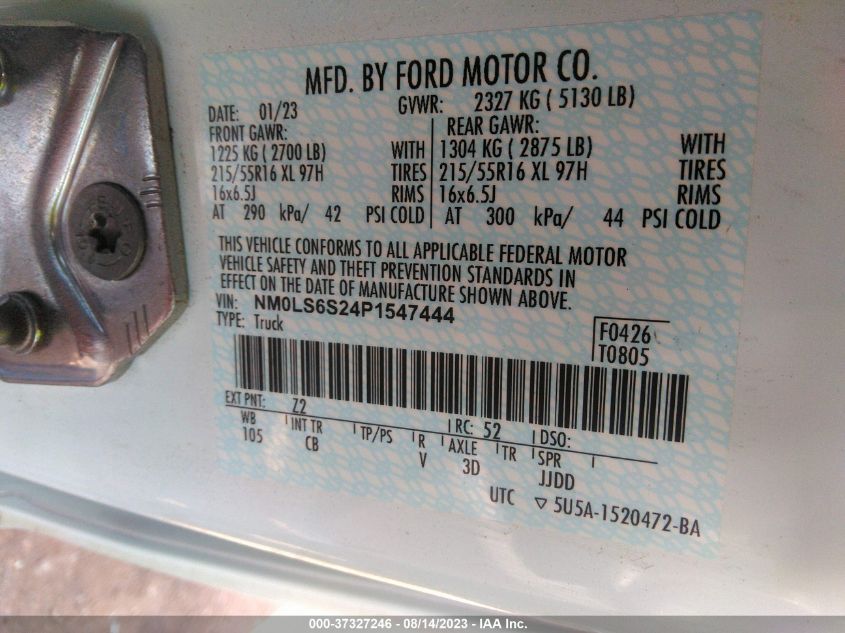 MFD. BY FORD MOTOR CO.
DATE: 01/23 GVWR: 2327 KG ( 5130 LB)
FRONT GAWR: REAR GAWR:
1225 KG ( 2700 LB) WITH 1304 KG ( 2875 LB) WITH
215/55R16 XL 97H TIRES 215/55R16 XL 97H TIRES
16x6.5J RIMS 16x6.5J RIMS
AT 290 kPa/ 42 PSI COLD AT 300 kPa/ 44 PSI COLD
THIS VEHICLE CONFORMS TO ALL APPLICABLE FEDERAL MOTOR
VEHICLE SAFETY AND THEFT PREVENTION STANDARDS IN
EFFECT ON THE DATE OF MANUFACTURE SHOWN ABOVE.
VIN: NM0LS6S24P1547444
TYPE: Truck
F0426
T0805
EXT PNT: Z2 RC: 52 DSO:
WB INT TR TP/PS R AXLE TR SPR
105 CB V 3D JJDD
UTC ▽ 5U5A-1520472-BA
000-37327246 - 08/14/2023 - IAA Inc.